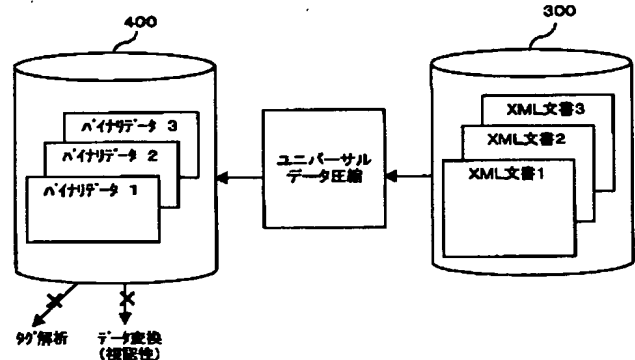 400
300
バイナリデータ 3
バイナリデータ 2
バイナリデータ 1
ユニバーサル
データ圧縮
XML文書3
XML文書2
XML文書1
タグ解析
データ変換
(視認性)